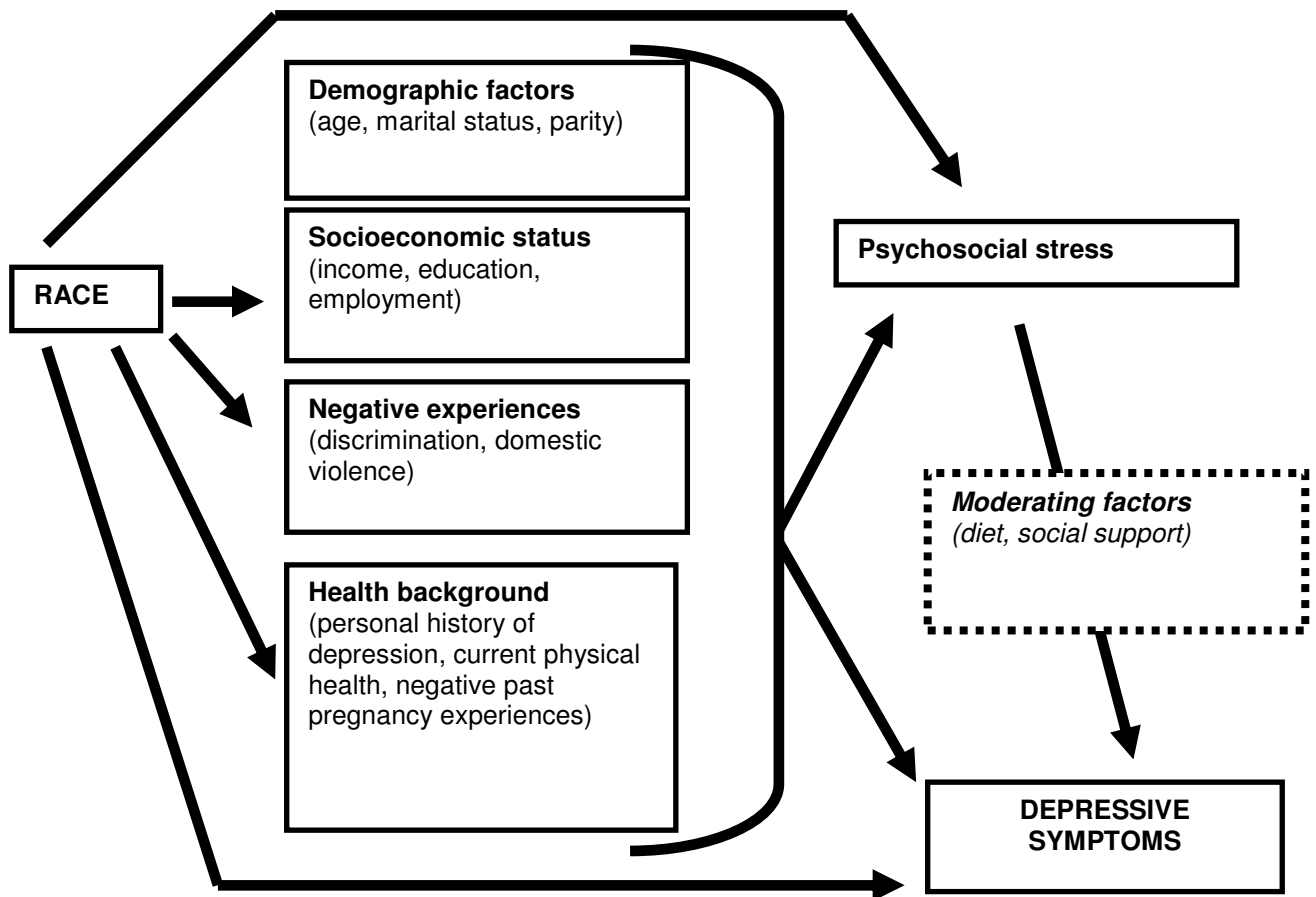 Demographic factors
(age, marital status, parity)
Socioeconomic status
(income, education,
employment)
RACE
Psychosocial stress
Negative experiences
(discrimination, domestic
violence)
Moderating factors
(diet, social support)
Health background
(personal history of
depression, current physical
health, negative past
pregnancy experiences)
DEPRESSIVE
SYMPTOMS